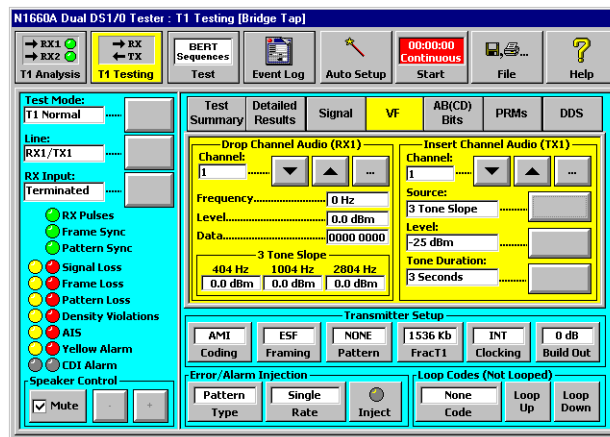 N1660A Dual DS1/0 Tester : T1 Testing [Bridge Tap]
RX1
RX2
T1 Analysis
RX
TX
T1 Testing
BERT
Sequences
Test
Event Log
Auto Setup
00:00:00
Continuous
Start
File
?
Help
Test Mode:
T1 Normal
Line:
RX1/TX1
RX Input:
Terminated
RX Pulses
Frame Sync
Pattern Sync
Signal Loss
Frame Loss
Pattern Loss
Density Violations
AIS
Yellow Alarm
CDI Alarm
Speaker Control
Mute
-
+
Test Summary
Detailed Results
Signal
VF
AB(CD) Bits
PRMs
DDS
Drop Channel Audio (RX1)
Channel:
1
...
Frequency
0 Hz
Level
0.0 dBm
Data
0000 0000
3 Tone Slope
404 Hz 1004 Hz 2804 Hz
0.0 dBm 0.0 dBm 0.0 dBm
Insert Channel Audio (TX1)
Channel:
1
...
Source:
3 Tone Slope
Level:
-25 dBm
Tone Duration:
3 Seconds
Transmitter Setup
AMI ESF NONE 1536 Kb INT 0 dB
Coding Framing Pattern FracT1 Clocking Build Out
Error/Alarm Injection
Pattern Single
Type Rate Inject
Loop Codes (Not Looped)
None
Code
Loop Up
Loop Down